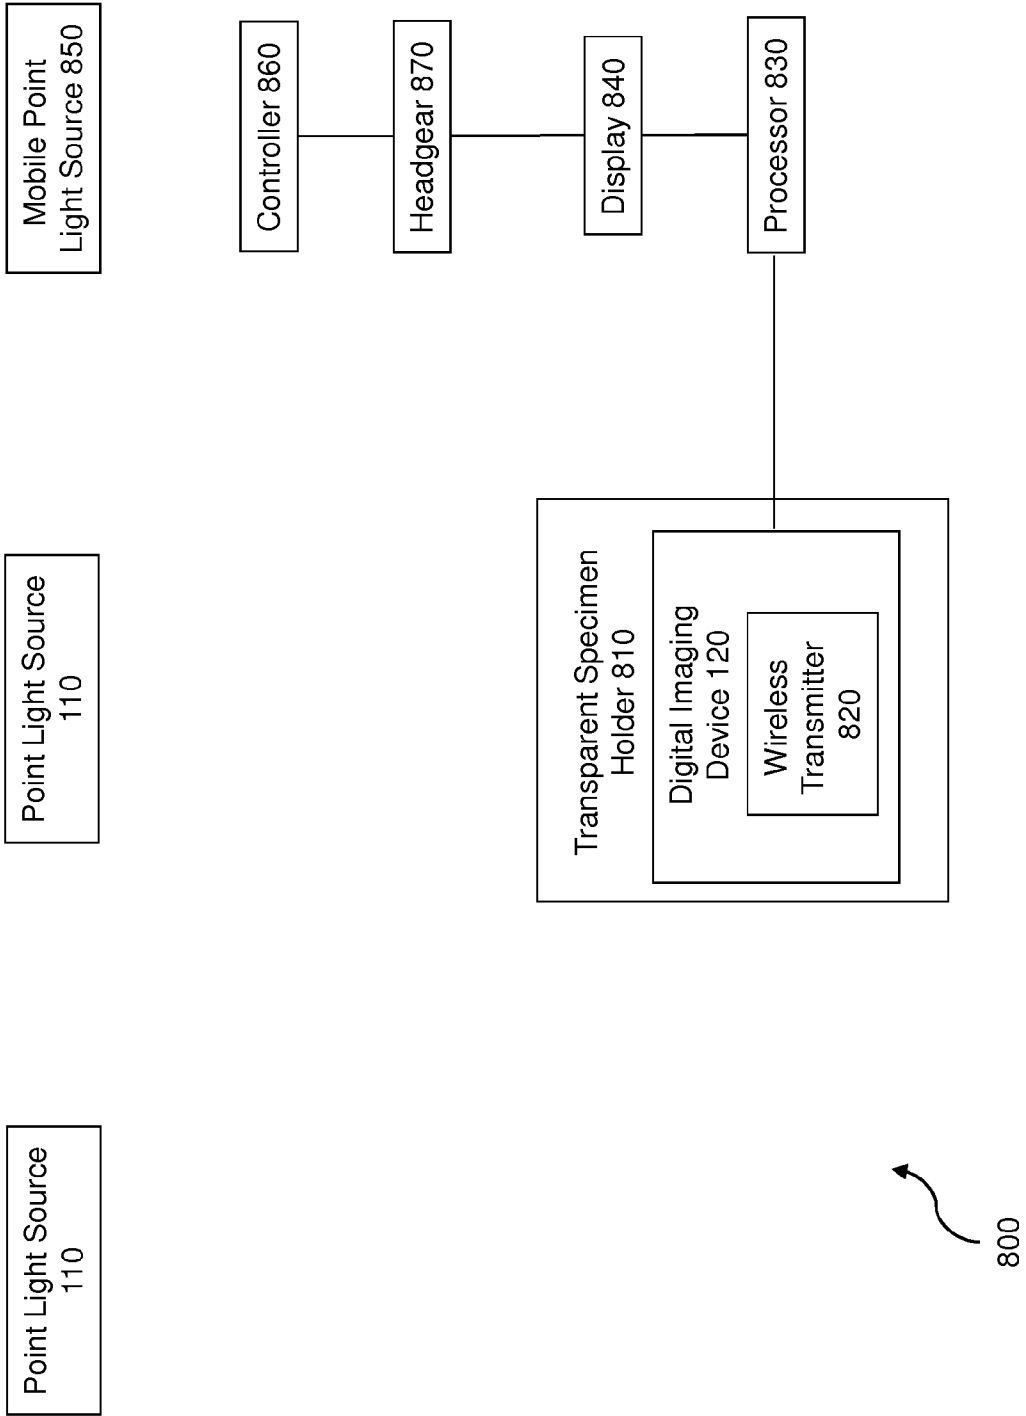 Point Light Source
110
Point Light Source
110
Mobile Point
Light Source 850
Controller 860
Headgear 870
Display 840
Processor 830
Transparent Specimen
Holder 810
Digital Imaging
Device 120
Wireless
Transmitter
820
800